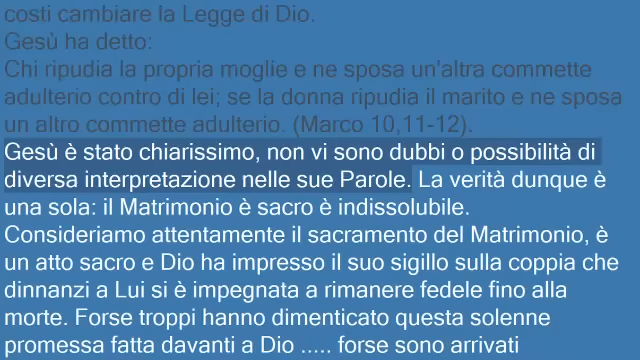 costi cambiare la Legge di Dio.
Gesù ha detto:
Chi ripudia la propria moglie e ne sposa un'altra commette
adulterio contro di lei; se la donna ripudia il marito e ne sposa
un altro commette adulterio. (Marco 10,11-12).
Gesù è stato chiarissimo, non vi sono dubbi o possibilità di
diversa interpretazione nelle sue Parole. La verità dunque è
una sola: il Matrimonio è sacro è indissolubile.
Consideriamo attentamente il sacramento del Matrimonio, è
un atto sacro e Dio ha impresso il suo sigillo sulla coppia che
dinnanzi a Lui si è impegnata a rimanere fedele fino alla
morte. Forse troppi hanno dimenticato questa solenne
promessa fatta davanti a Dio ..... forse sono arrivati